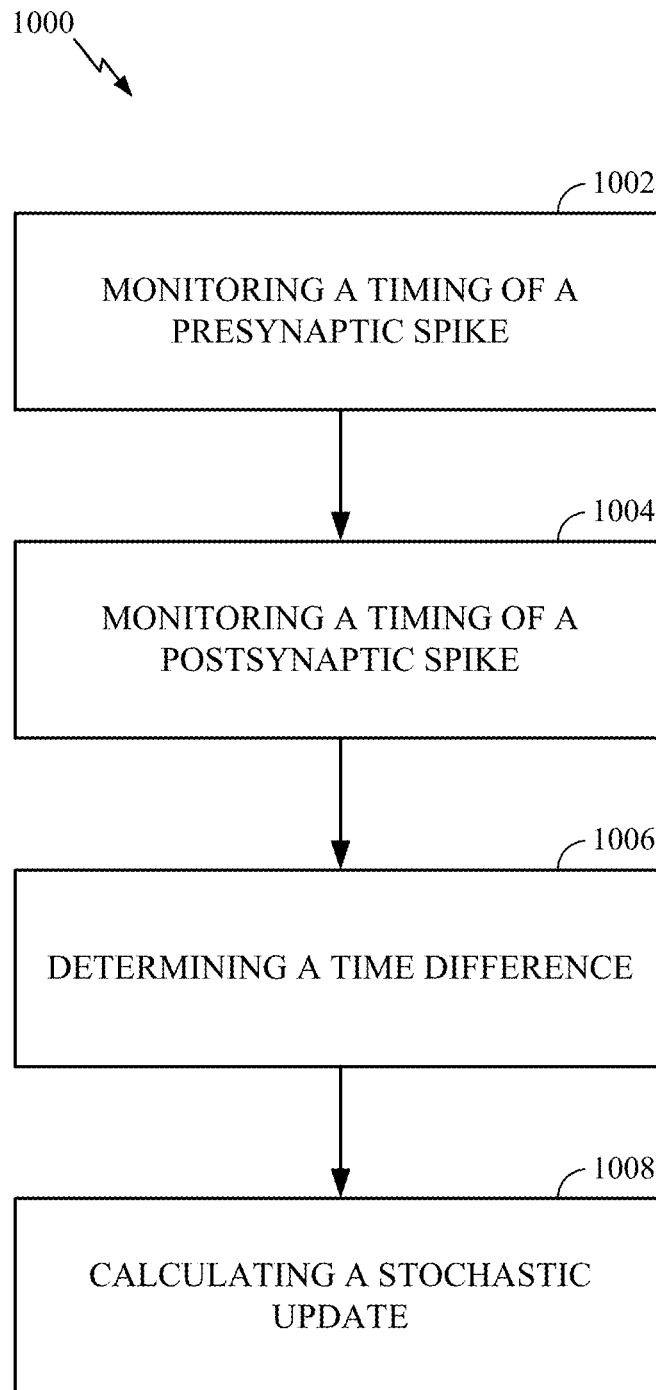 1000
1002
MONITORING A TIMING OF A
PRESYNAPTIC SPIKE
1004
MONITORING A TIMING OF A
POSTSYNAPTIC SPIKE
1006
DETERMINING A TIME DIFFERENCE
1008
CALCULATING A STOCHASTIC
UPDATE